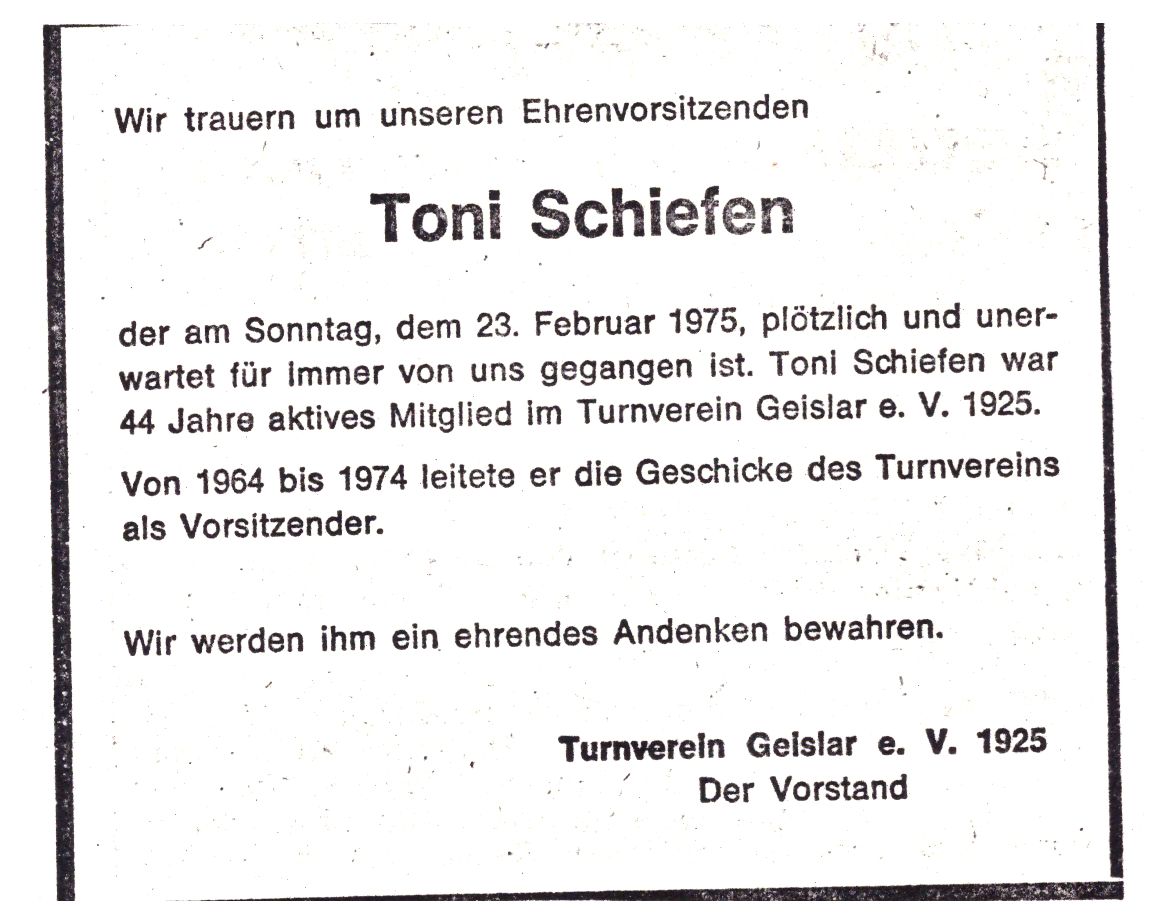 Wir trauern um unseren Ehrenvorsitzenden
Toni Schiefen
der am Sonntag, dem 23. Februar 1975, plötzlich und uner-
wartet für immer von uns gegangen ist. Toni Schiefen war
44 Jahre aktives Mitglied im Turnverein Geislar e. V. 1925.
Von 1964 bis 1974 leitete er die Geschicke des Turnvereins
als Vorsitzender.
Wir werden ihm ein ehrendes Andenken bewahren.
Turnverein Geislar e. V. 1925
Der Vorstand